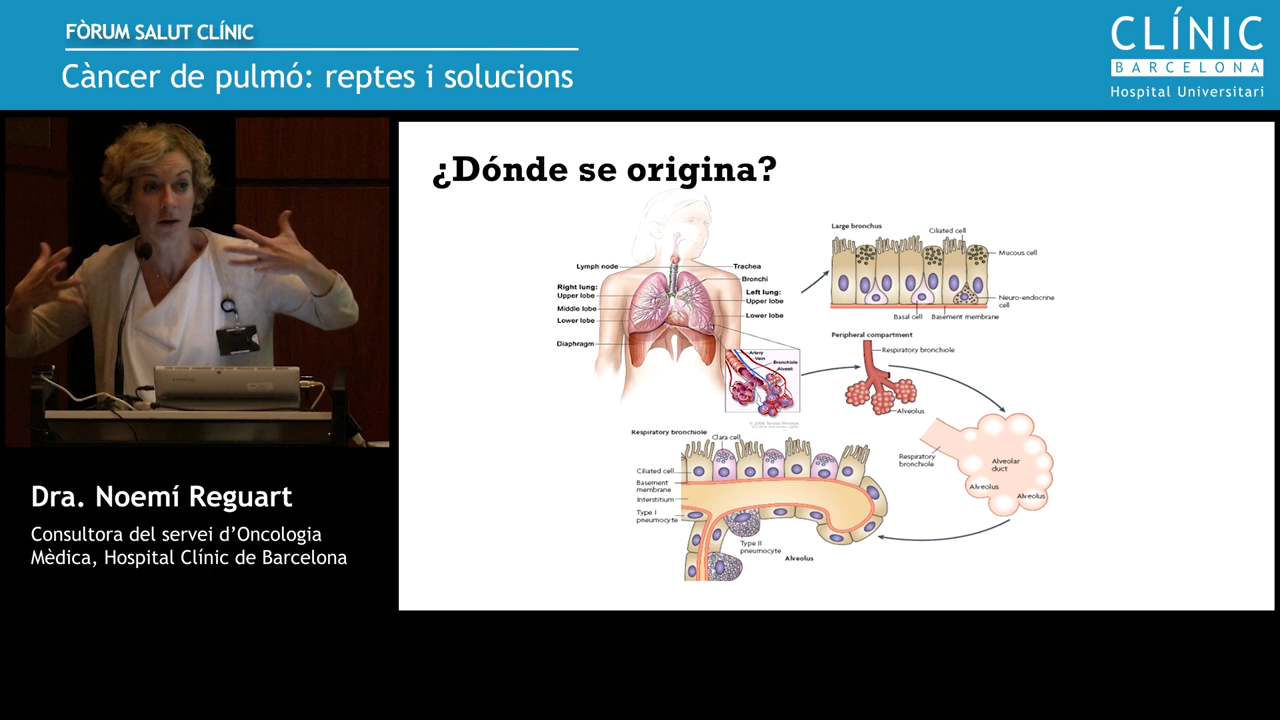 FÒRUM SALUT CLÍNIC
Càncer de pulmó: reptes i solucions
CLÍNIC
BARCELONA
Hospital Universitari
¿Dónde se origina?
Lymph node
Trachea
Bronchi
Right lung:
Upper lobe
Middle lobe
Lower lobe
Left lung:
Upper lobe
Lower lobe
Diaphragm
Artery
Vein
Bronchiole
Alveoli
Large bronchus
Ciliated cell
Mucous cell
Neuro-endocrine
cell
Basal cell
Basement membrane
Peripheral compartment
Respiratory bronchiole
Alveolus
Respiratory
bronchiole
Alveolar
duct
Alveolus
Alveolus
Respiratory bronchiole
Clara cell
Ciliated cell
Basement
membrane
Interstitium
Type I
pneumocyte
Type II
pneumocyte
Alveolus
Dra. Noemí Reguart
Consultora del servei d’Oncologia
Mèdica, Hospital Clínic de Barcelona